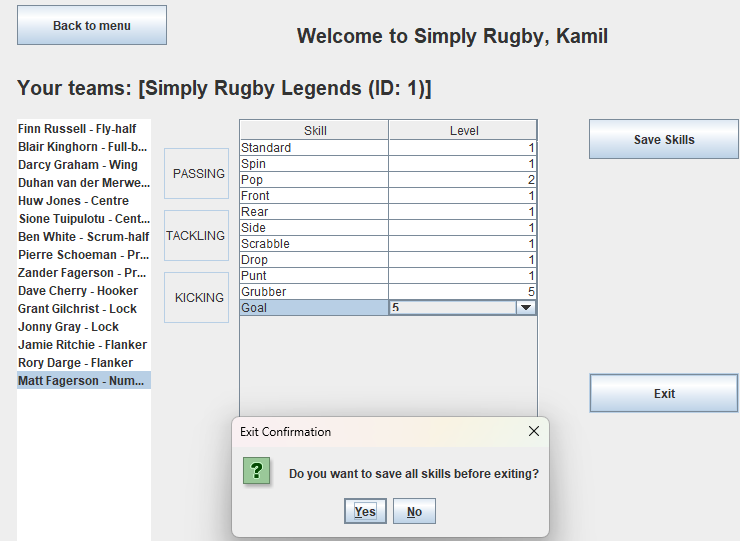 Back to menu
Welcome to Simply Rugby, Kamil
Your teams: [Simply Rugby Legends (ID: 1)]
Finn Russell - Fly-half
Blair Kinghorn - Full-b...
Darcy Graham - Wing
Duhan van der Merwe...
Huw Jones - Centre
Sione Tuipulotu - Cent...
Ben White - Scrum-half
Pierre Schoeman - Pr...
Zander Fagerson - Pr...
Dave Cherry - Hooker
Grant Gilchrist - Lock
Jonny Gray - Lock
Jamie Ritchie - Flanker
Rory Darge - Flanker
Matt Fagerson - Num...
PASSING
TACKLING
KICKING
Skill Level
Standard 1
Spin 1
Pop 2
Front 1
Rear 1
Side 1
Scrabble 1
Drop 1
Punt 1
Grubber 5
Goal 5
Save Skills
Exit
Exit Confirmation
?
Do you want to save all skills before exiting?
Yes No